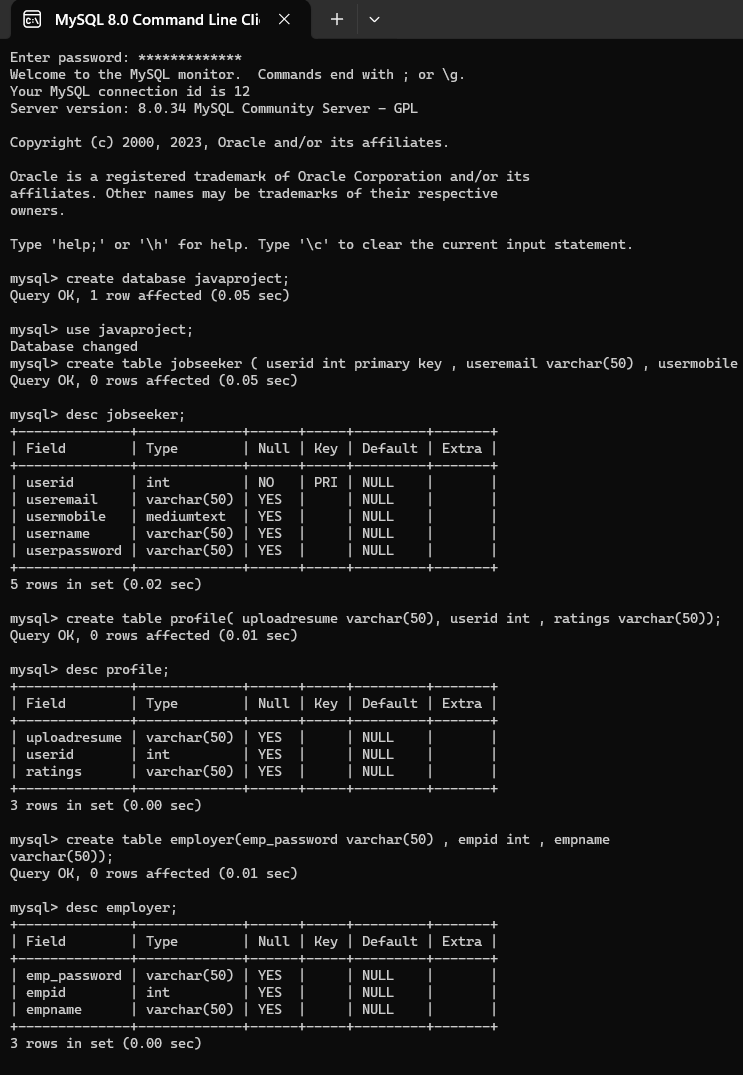 MySQL 8.0 Command Line Cli
Enter password: *************
Welcome to the MySQL monitor.  Commands end with ; or \g.
Your MySQL connection id is 12
Server version: 8.0.34 MySQL Community Server - GPL
Copyright (c) 2000, 2023, Oracle and/or its affiliates.
Oracle is a registered trademark of Oracle Corporation and/or its
affiliates. Other names may be trademarks of their respective
owners.
Type 'help;' or '\h' for help. Type '\c' to clear the current input statement.
mysql> create database javaproject;
Query OK, 1 row affected (0.05 sec)
mysql> use javaproject;
Database changed
mysql> create table jobseeker ( userid int primary key , useremail varchar(50) , usermobile
Query OK, 0 rows affected (0.05 sec)
mysql> desc jobseeker;
+--------------+-------------+------+-----+---------+-------+
| Field        | Type        | Null | Key | Default | Extra |
+--------------+-------------+------+-----+---------+-------+
| userid       | int         | NO   | PRI | NULL    |       |
| useremail    | varchar(50) | YES  |     | NULL    |       |
| usermobile   | mediumtext  | YES  |     | NULL    |       |
| username     | varchar(50) | YES  |     | NULL    |       |
| userpassword | varchar(50) | YES  |     | NULL    |       |
+--------------+-------------+------+-----+---------+-------+
5 rows in set (0.02 sec)
mysql> create table profile( uploadresume varchar(50), userid int , ratings varchar(50));
Query OK, 0 rows affected (0.01 sec)
mysql> desc profile;
+--------------+-------------+------+-----+---------+-------+
| Field        | Type        | Null | Key | Default | Extra |
+--------------+-------------+------+-----+---------+-------+
| uploadresume | varchar(50) | YES  |     | NULL    |       |
| userid       | int         | YES  |     | NULL    |       |
| ratings      | varchar(50) | YES  |     | NULL    |       |
+--------------+-------------+------+-----+---------+-------+
3 rows in set (0.00 sec)
mysql> create table employer(emp_password varchar(50) , empid int , empname
varchar(50));
Query OK, 0 rows affected (0.01 sec)
mysql> desc employer;
+--------------+-------------+------+-----+---------+-------+
| Field        | Type        | Null | Key | Default | Extra |
+--------------+-------------+------+-----+---------+-------+
| emp_password | varchar(50) | YES  |     | NULL    |       |
| empid        | int         | YES  |     | NULL    |       |
| empname      | varchar(50) | YES  |     | NULL    |       |
+--------------+-------------+------+-----+---------+-------+
3 rows in set (0.00 sec)